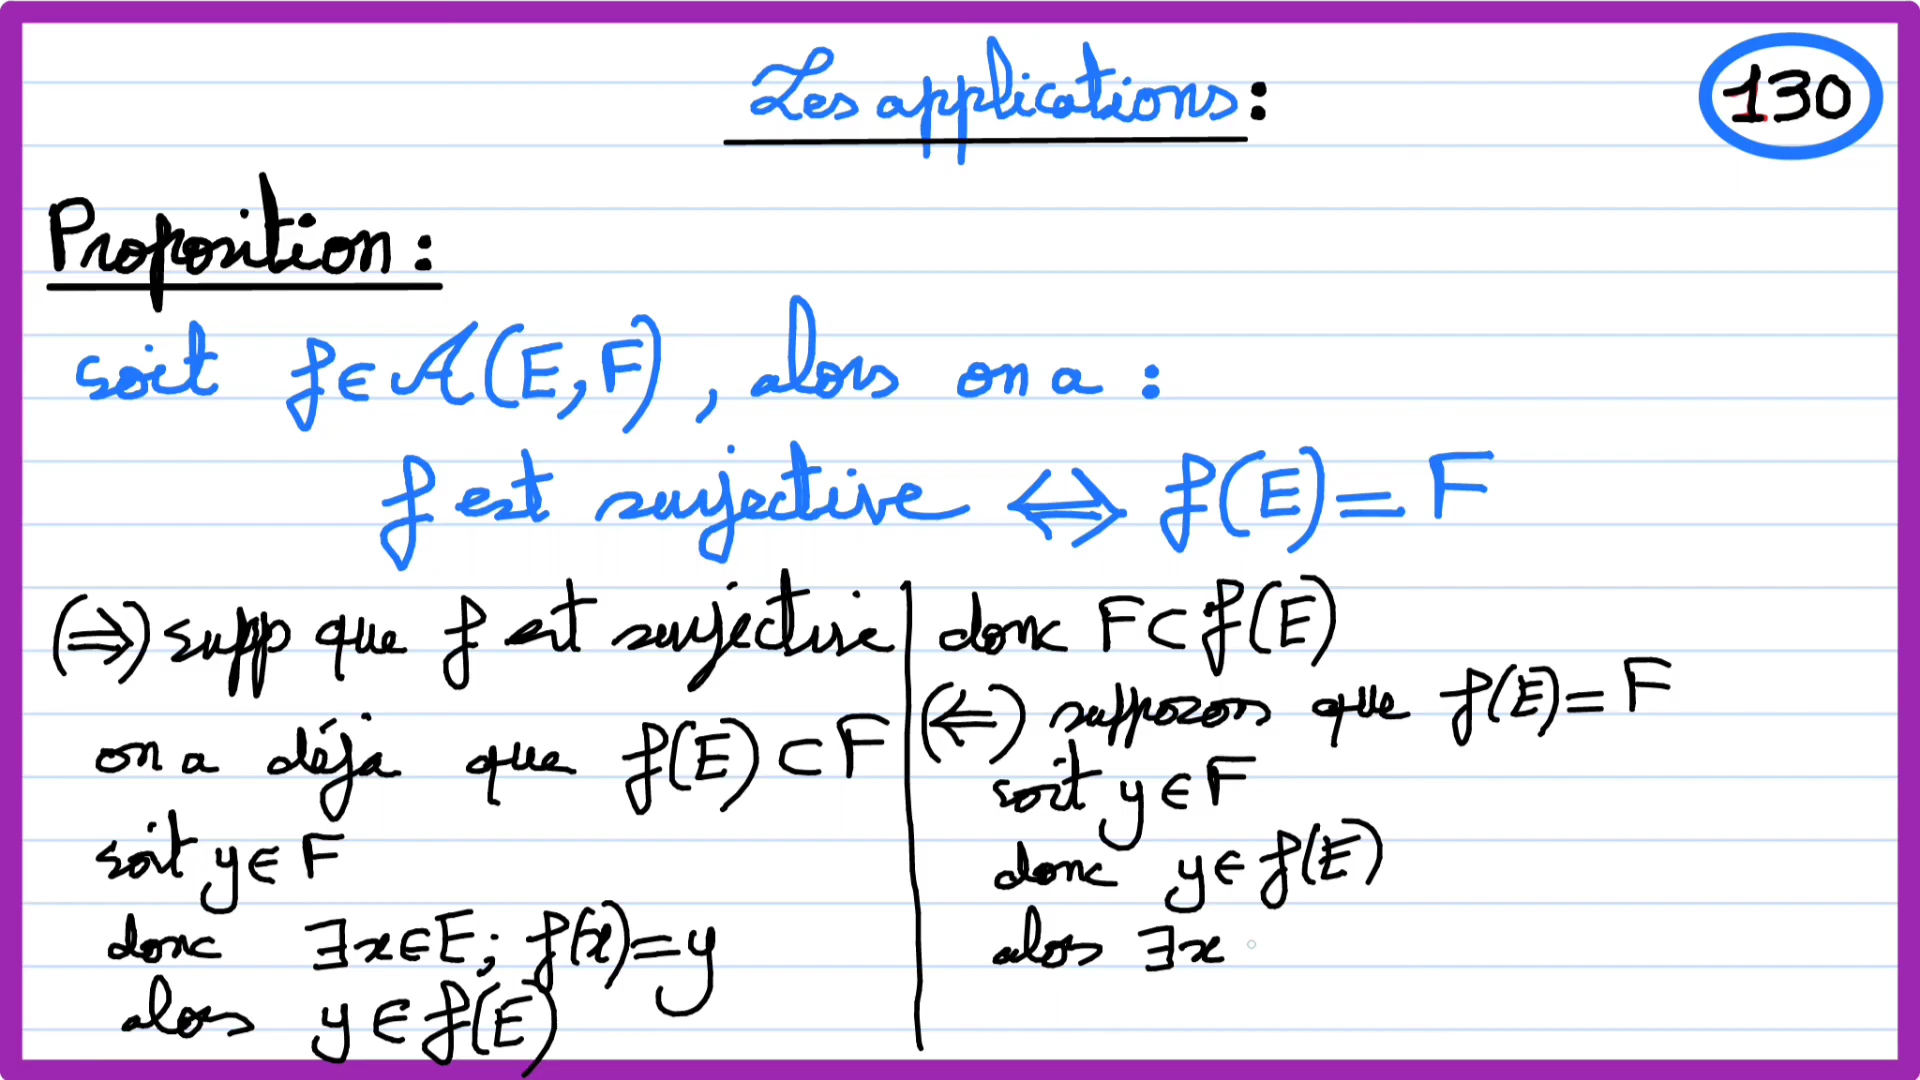 Les applications :
130
Proposition :
soit f ∈ A(E, F), alors on a :
f est surjective ⟺ f(E) = F
(⇒) supp que f est surjective
on a déja que f(E) ⊂ F
soit y ∈ F
donc ∃x ∈ E; f(x) = y
alors y ∈ f(E)
donc F ⊂ f(E)
(⇐) supposons que f(E) = F
soit y ∈ F
donc y ∈ f(E)
alors ∃x